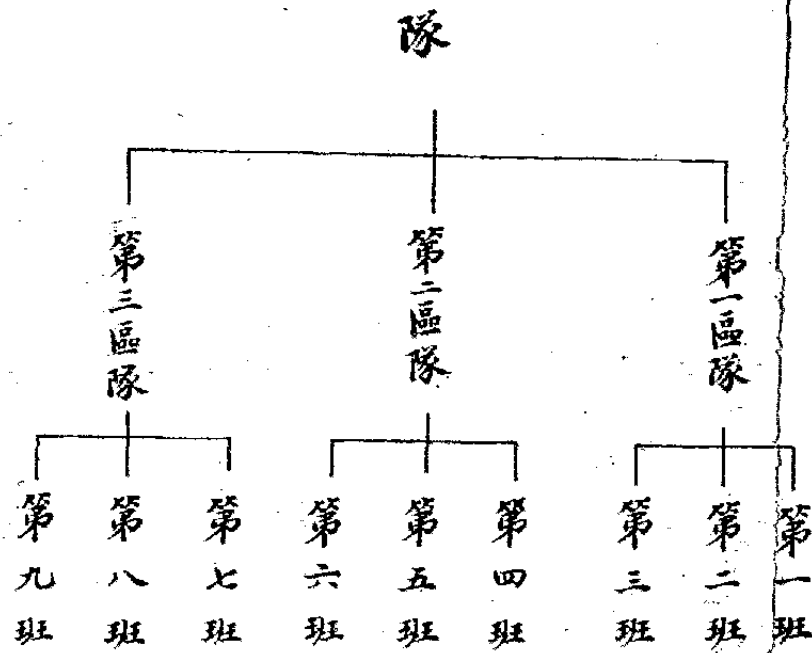 隊
第一區隊
第二區隊
第三區隊
第一班
第二班
第三班
第四班
第五班
第六班
第七班
第八班
第九班